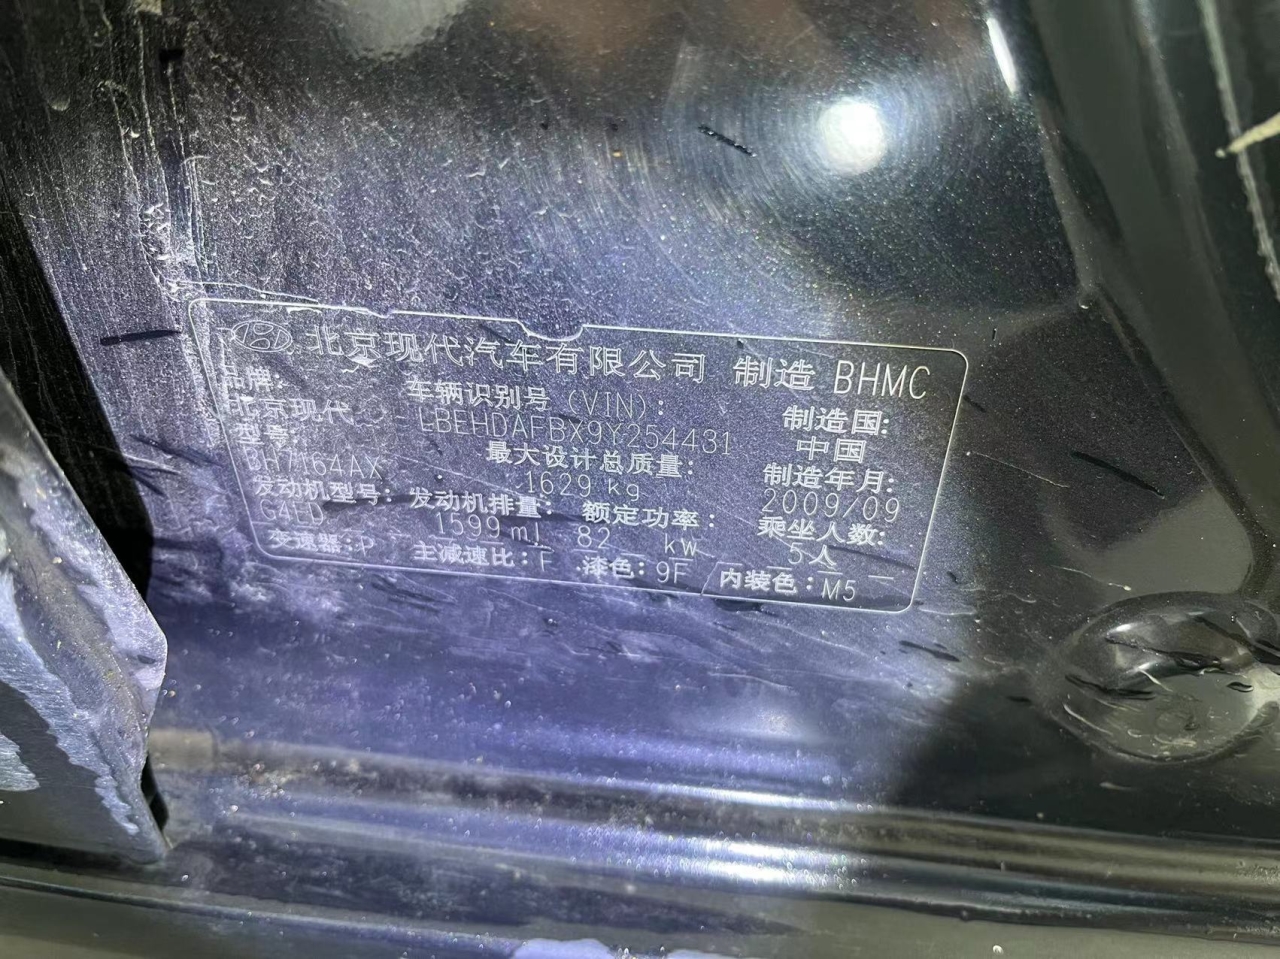 北京现代汽车有限公司 制造 BHMC
品牌: 车辆识别号 (VIN): 制造国:
北京现代 LBEHDAFBX9Y254431 中国
型号: 最大设计总质量: 制造年月:
BH7164AX 1629 kg 2009/09
发动机型号: 发动机排量: 额定功率: 乘坐人数:
G4LD 1599 ml 82 kw 5人
变速器:P 主减速比:F 漆色:9F 内装色:M5